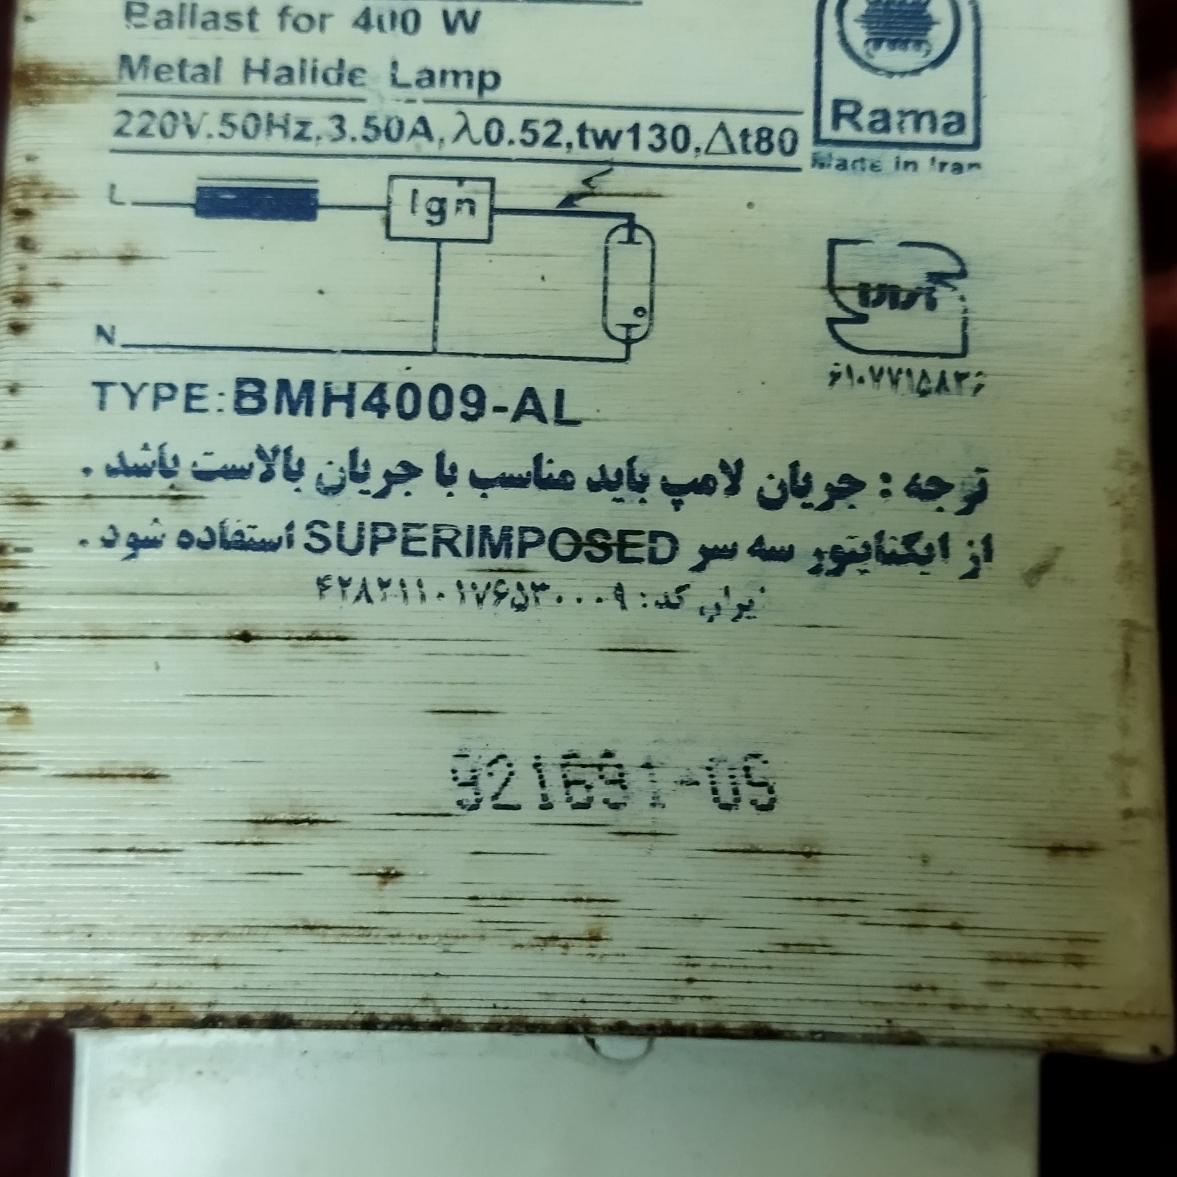 Ballast for 400 W
Metal Halide Lamp
220V.50Hz,3.50A,λ0.52,tw130,Δt80
Rama
Made in Iran
L
Ign
N
۶۱۰۷۷۱۵۸۳۶
TYPE:BMH4009-AL
توجه : جریان لامپ باید مناسب با جریان بالاست باشد .
از ایگنایتور سه سر SUPERIMPOSED استفاده شود .
ایران کد: ۴۲۸۲۱۱۰۱۷۶۵۳۰۰۰۹
921691-09